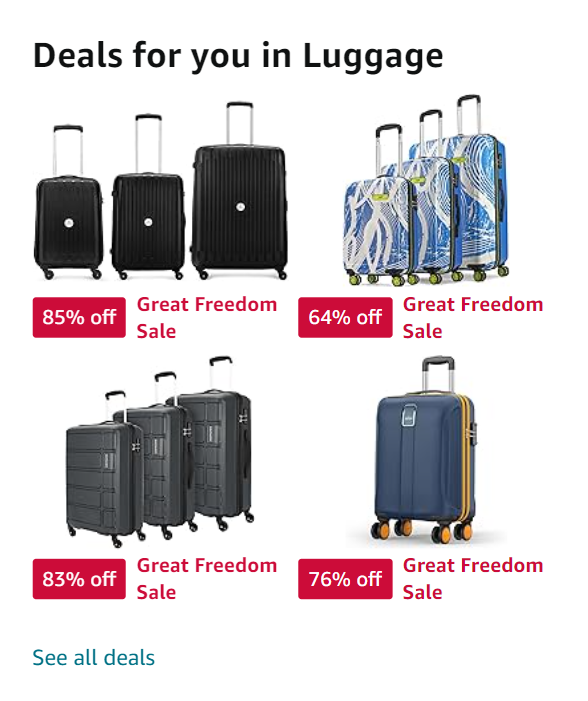 Deals for you in Luggage
85% off
Great Freedom
Sale
64% off
Great Freedom
Sale
83% off
Great Freedom
Sale
76% off
Great Freedom
Sale
See all deals